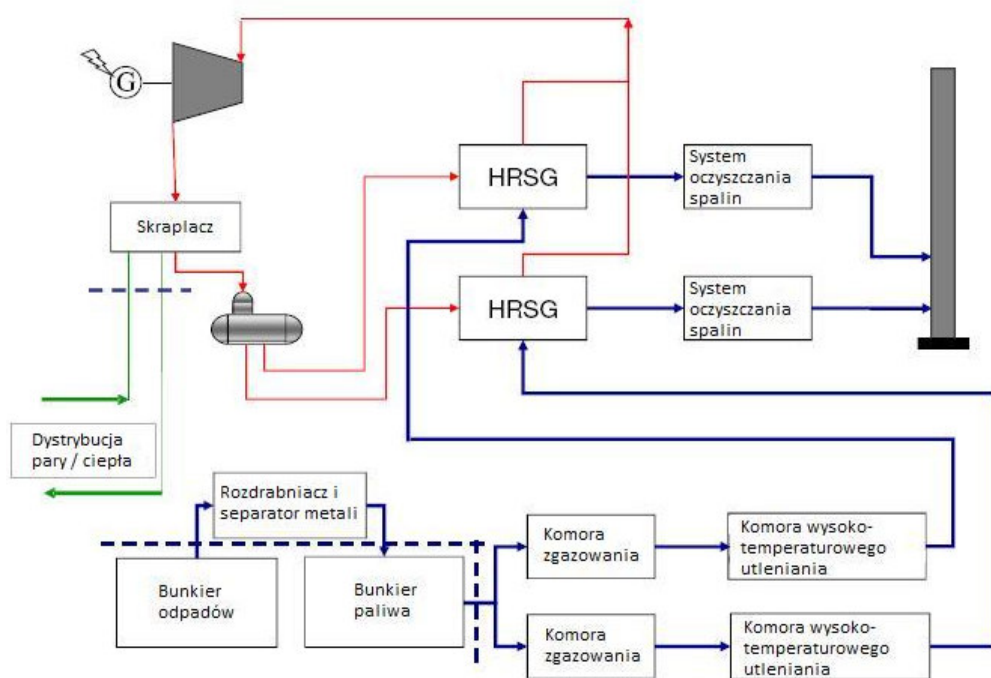 G
HRSG
System
oczyszczania
spalin
Skraplacz
HRSG
System
oczyszczania
spalin
Dystrybucja
pary / ciepła
Rozdrabniacz i
separator metali
Bunkier
odpadów
Bunkier
paliwa
Komora
zgazowania
Komora wysoko-
temperaturowego
utleniania
Komora
zgazowania
Komora wysoko-
temperaturowego
utleniania